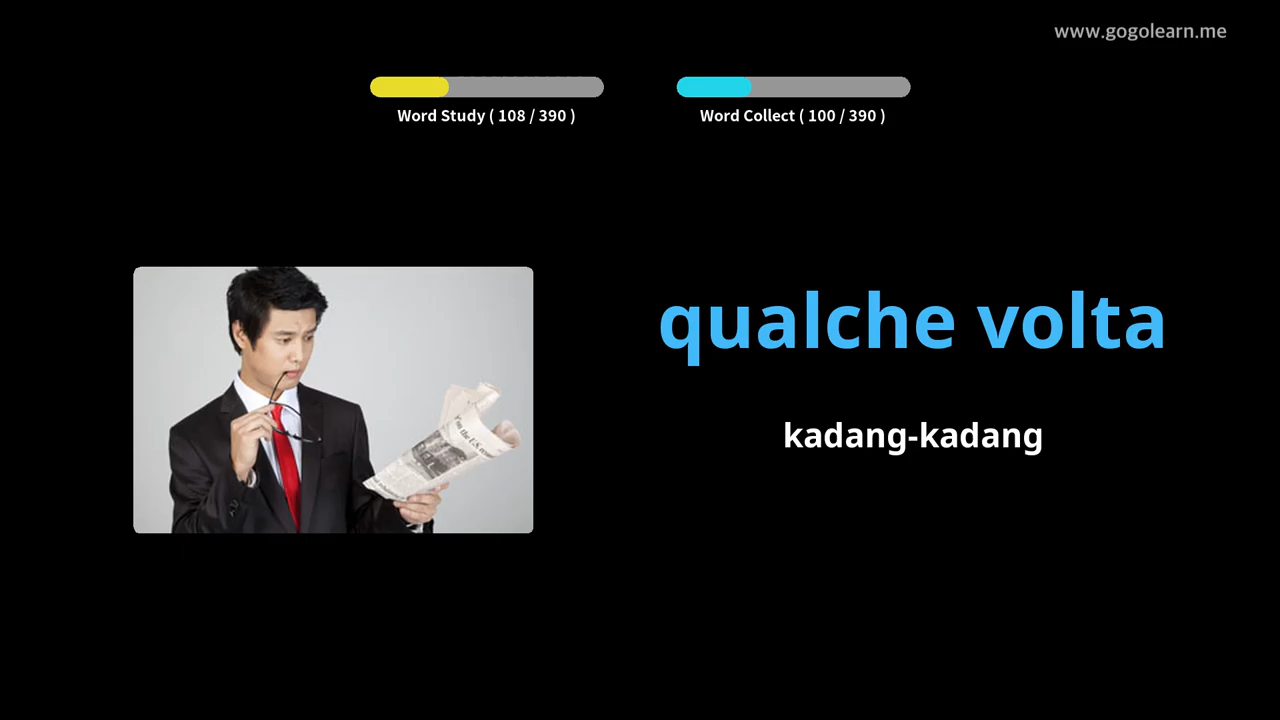 www.gogolearn.me
Word Study ( 108 / 390 )
Word Collect ( 100 / 390 )
qualche volta
kadang-kadang